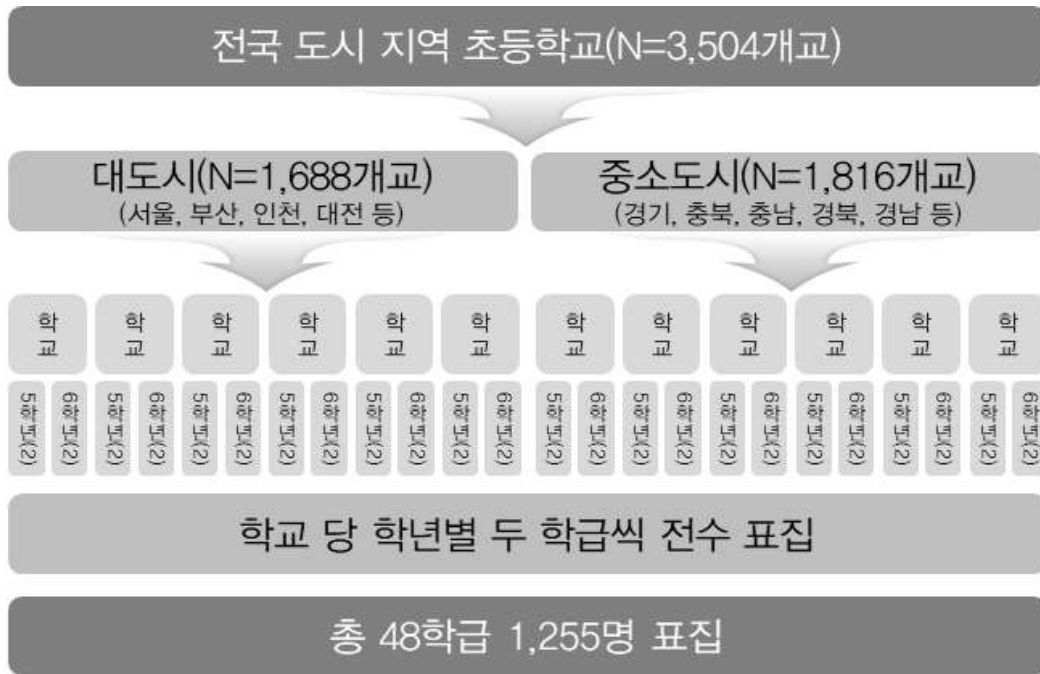 전국 도시 지역 초등학교(N=3,504개교)
대도시(N=1,688개교)
(서울, 부산, 인천, 대전 등)
중소도시(N=1,816개교)
(경기, 충북, 충남, 경북, 경남 등)
학교 학교 학교 학교 학교 학교 학교 학교 학교 학교 학교 학교
5학년(2) 6학년(2) 5학년(2) 6학년(2) 5학년(2) 6학년(2) 5학년(2) 6학년(2) 5학년(2) 6학년(2) 5학년(2) 6학년(2) 5학년(2) 6학년(2) 5학년(2) 6학년(2) 5학년(2) 6학년(2) 5학년(2) 6학년(2) 5학년(2) 6학년(2) 5학년(2) 6학년(2)
학교 당 학년별 두 학급씩 전수 표집
총 48학급 1,255명 표집